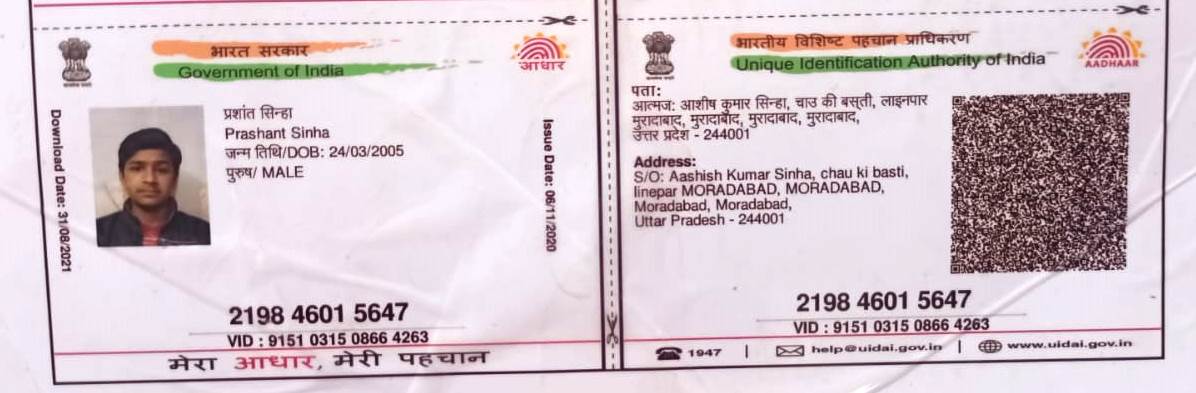 भारत सरकार
Government of India
आधार
Download Date: 31/08/2021
प्रशांत सिन्हा
Prashant Sinha
जन्म तिथि/DOB: 24/03/2005
पुरुष/ MALE
Issue Date: 06/11/2020
2198 4601 5647
VID : 9151 0315 0866 4263
मेरा आधार, मेरी पहचान
भारतीय विशिष्ट पहचान प्राधिकरण
Unique Identification Authority of India
AADHAAR
पता:
आत्मज: आशीष कुमार सिन्हा, चाउ की बस्ती, लाइनपार
मुरादाबाद, मुरादाबाद, मुरादाबाद, मुरादाबाद,
उत्तर प्रदेश - 244001
Address:
S/O: Aashish Kumar Sinha, chau ki basti,
linepar MORADABAD, MORADABAD,
Moradabad, Moradabad,
Uttar Pradesh - 244001
2198 4601 5647
VID : 9151 0315 0866 4263
1947 | help@uidai.gov.in | www.uidai.gov.in